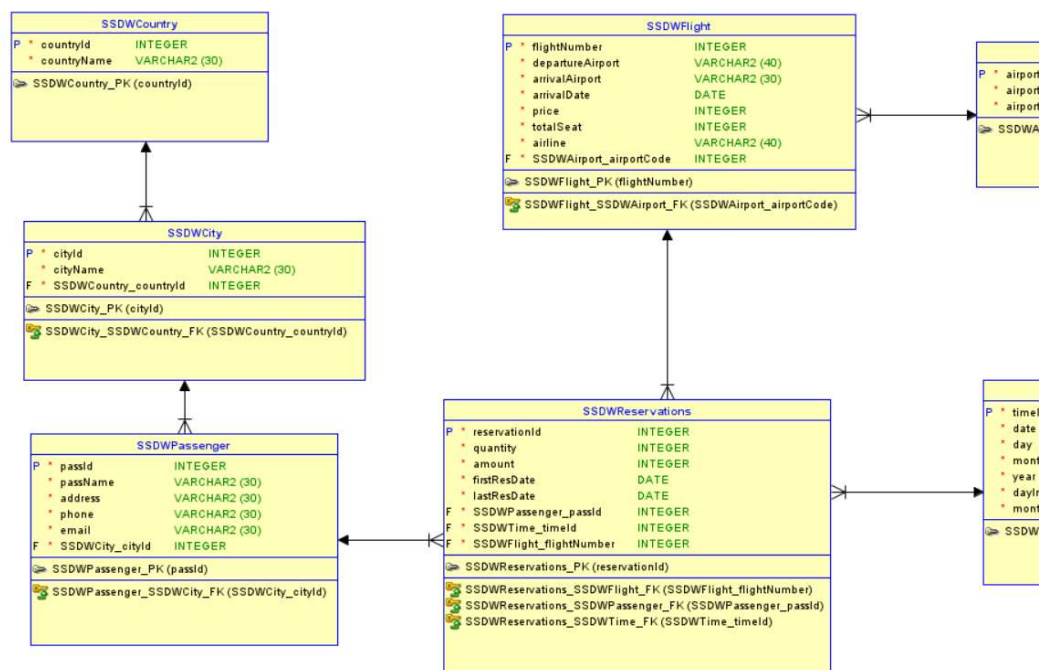 SSDWCountry
P * countryId INTEGER
* countryName VARCHAR2 (30)
SSDWCountry_PK (countryId)
SSDWCity
P * cityId INTEGER
* cityName VARCHAR2 (30)
F * SSDWCountry_countryId INTEGER
SSDWCity_PK (cityId)
SSDWCity_SSDWCountry_FK (SSDWCountry_countryId)
SSDWPassenger
P * passId INTEGER
* passName VARCHAR2 (30)
* address VARCHAR2 (30)
* phone VARCHAR2 (30)
* email VARCHAR2 (30)
F * SSDWCity_cityId INTEGER
SSDWPassenger_PK (passId)
SSDWPassenger_SSDWCity_FK (SSDWCity_cityId)
SSDWFlight
P * flightNumber INTEGER
* departureAirport VARCHAR2 (40)
* arrivalAirport VARCHAR2 (30)
* arrivalDate DATE
* price INTEGER
* totalSeat INTEGER
* airline VARCHAR2 (40)
F * SSDWAirport_airportCode INTEGER
SSDWFlight_PK (flightNumber)
SSDWFlight_SSDWAirport_FK (SSDWAirport_airportCode)
SSDWReservations
P * reservationId INTEGER
* quantity INTEGER
* amount INTEGER
* firstResDate DATE
* lastResDate DATE
F * SSDWPassenger_passId INTEGER
F * SSDWTime_timeId INTEGER
F * SSDWFlight_flightNumber INTEGER
SSDWReservations_PK (reservationId)
SSDWReservations_SSDWFlight_FK (SSDWFlight_flightNumber)
SSDWReservations_SSDWPassenger_FK (SSDWPassenger_passId)
SSDWReservations_SSDWTime_FK (SSDWTime_timeId)
P * airport
* airport
* airport
SSDWA
P * timeI
* date
* day
* mont
* year
* dayIn
* mont
SSDW